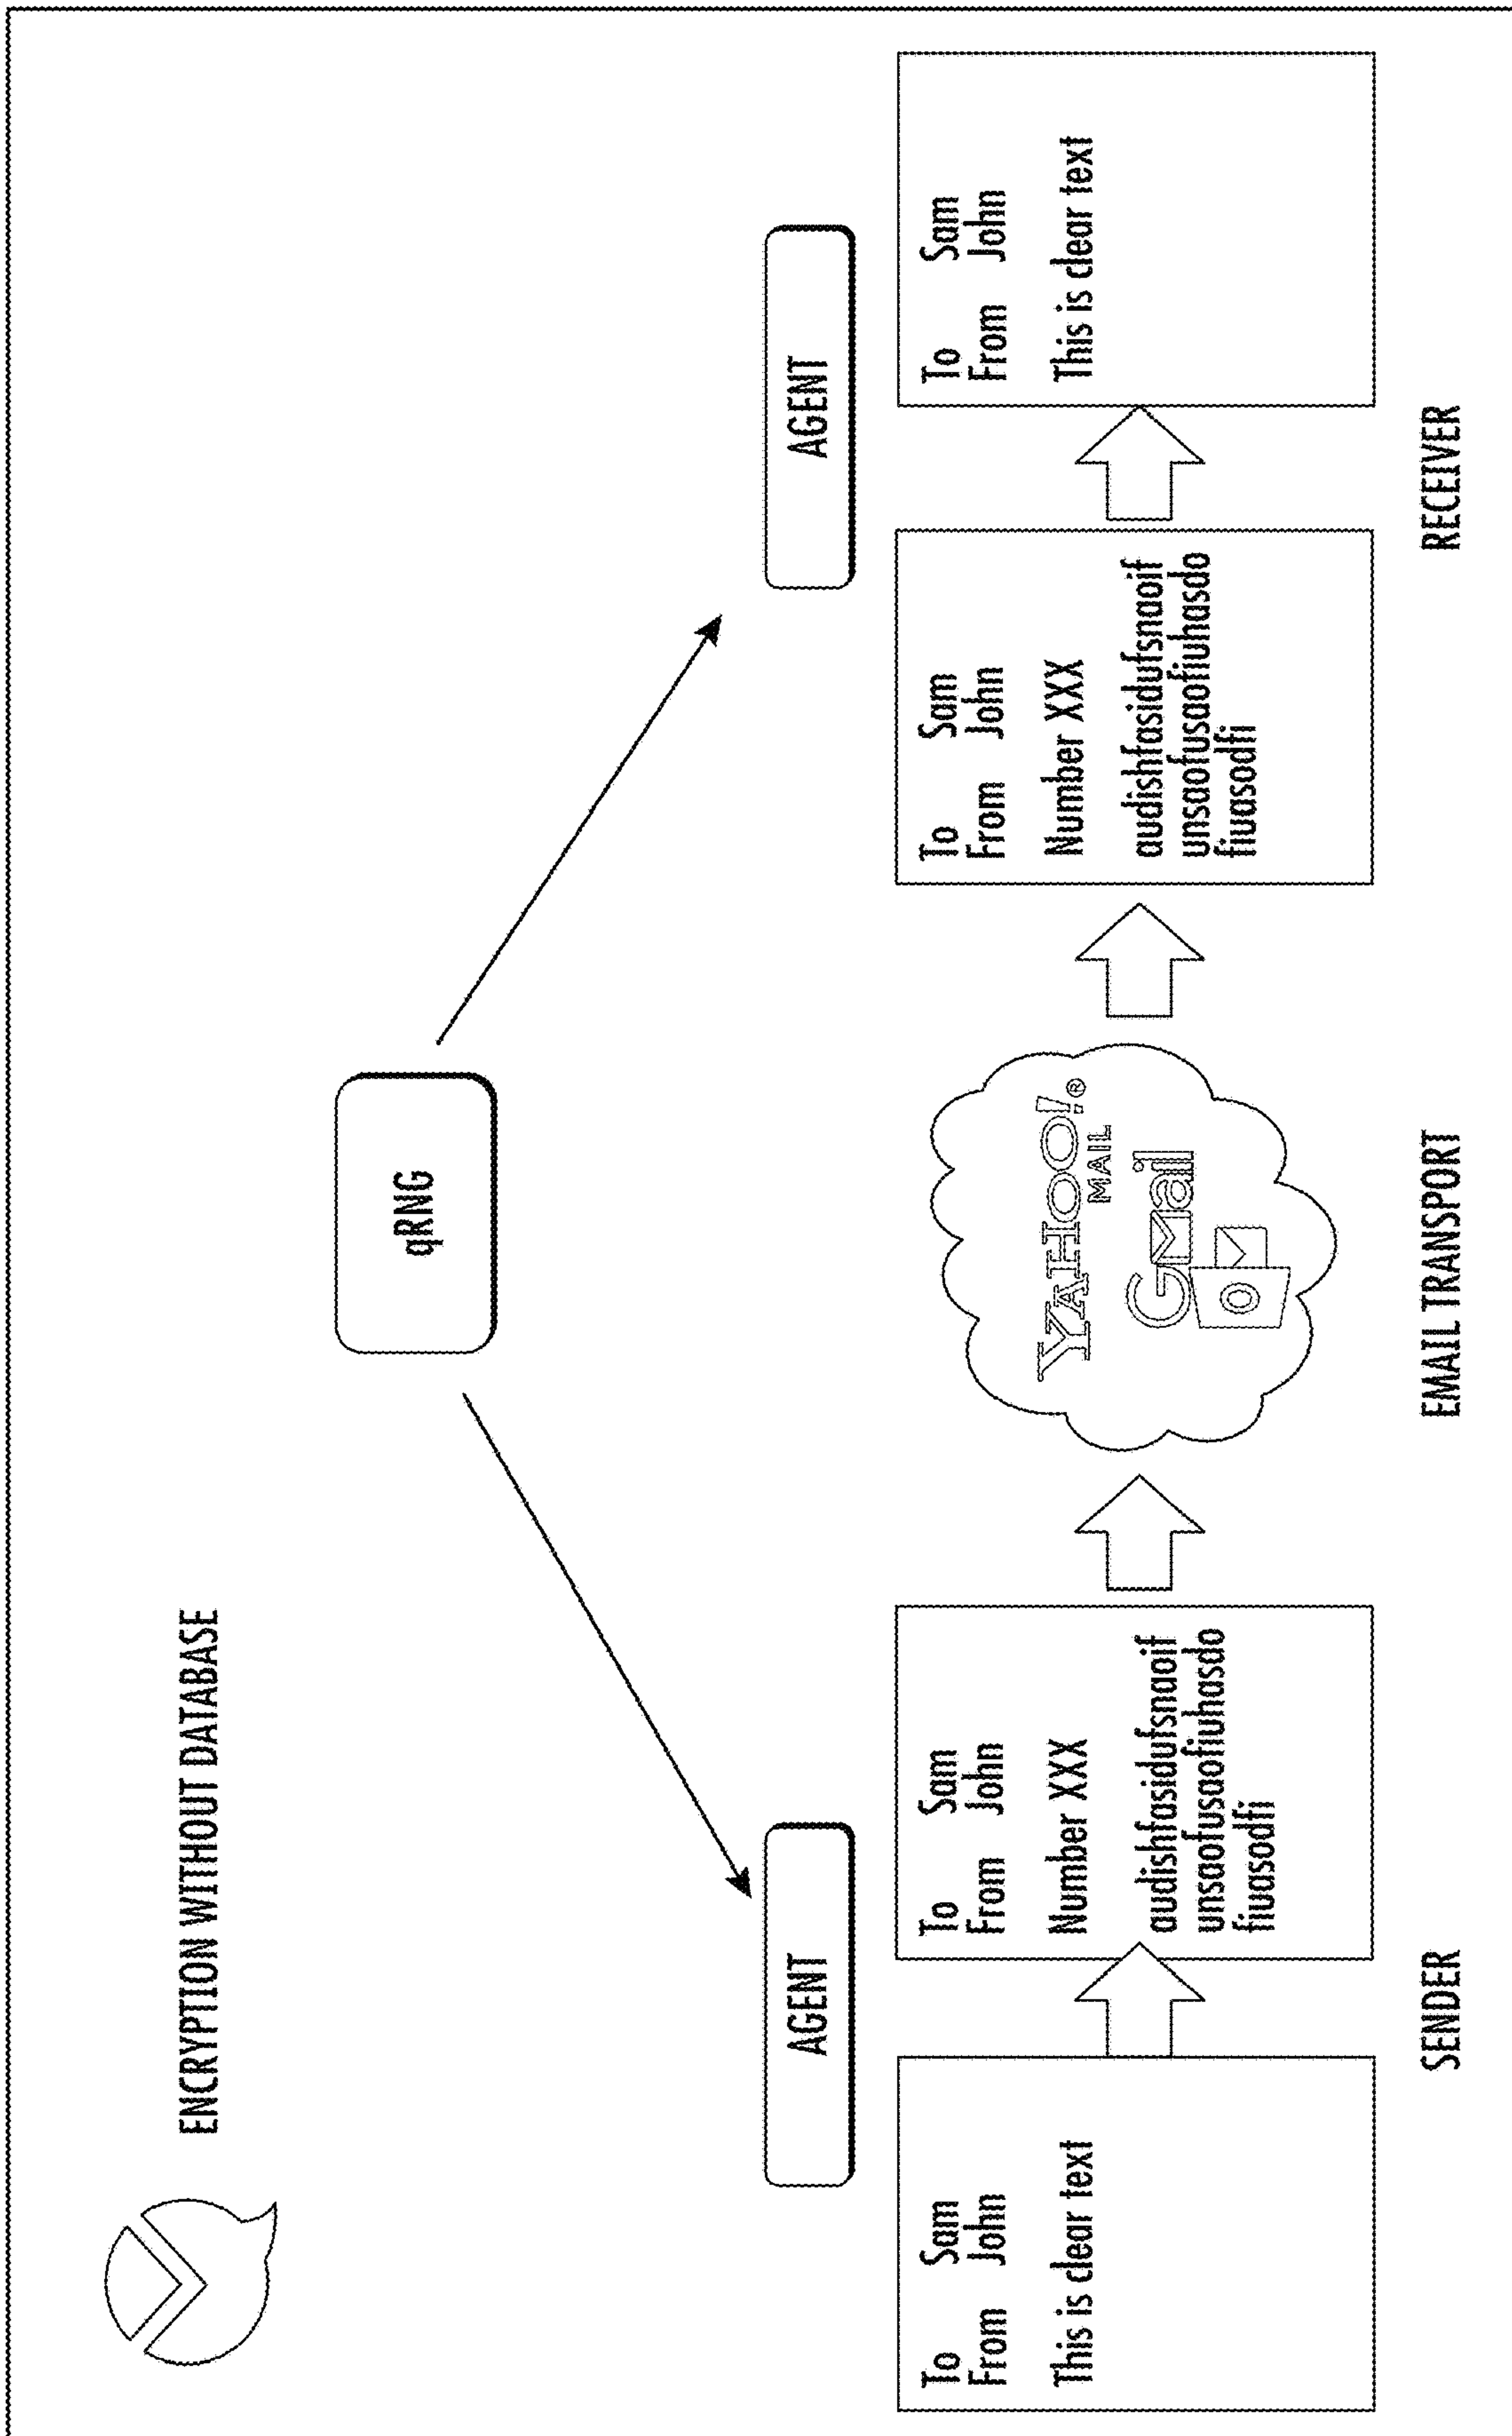 ENCRYPTION WITHOUT DATABASE
qRNG
AGENT
AGENT
To Sam
From John
This is clear text
To Sam
From John
Number XXX
audishfasidufsnaoif
unsaofusaofiuhasdo
fiuasodfi
YAHOO!®
MAIL
Gmail
O
To Sam
From John
Number XXX
audishfasidufsnaoif
unsaofusaofiuhasdo
fiuasodfi
To Sam
From John
This is clear text
SENDER
EMAIL TRANSPORT
RECEIVER